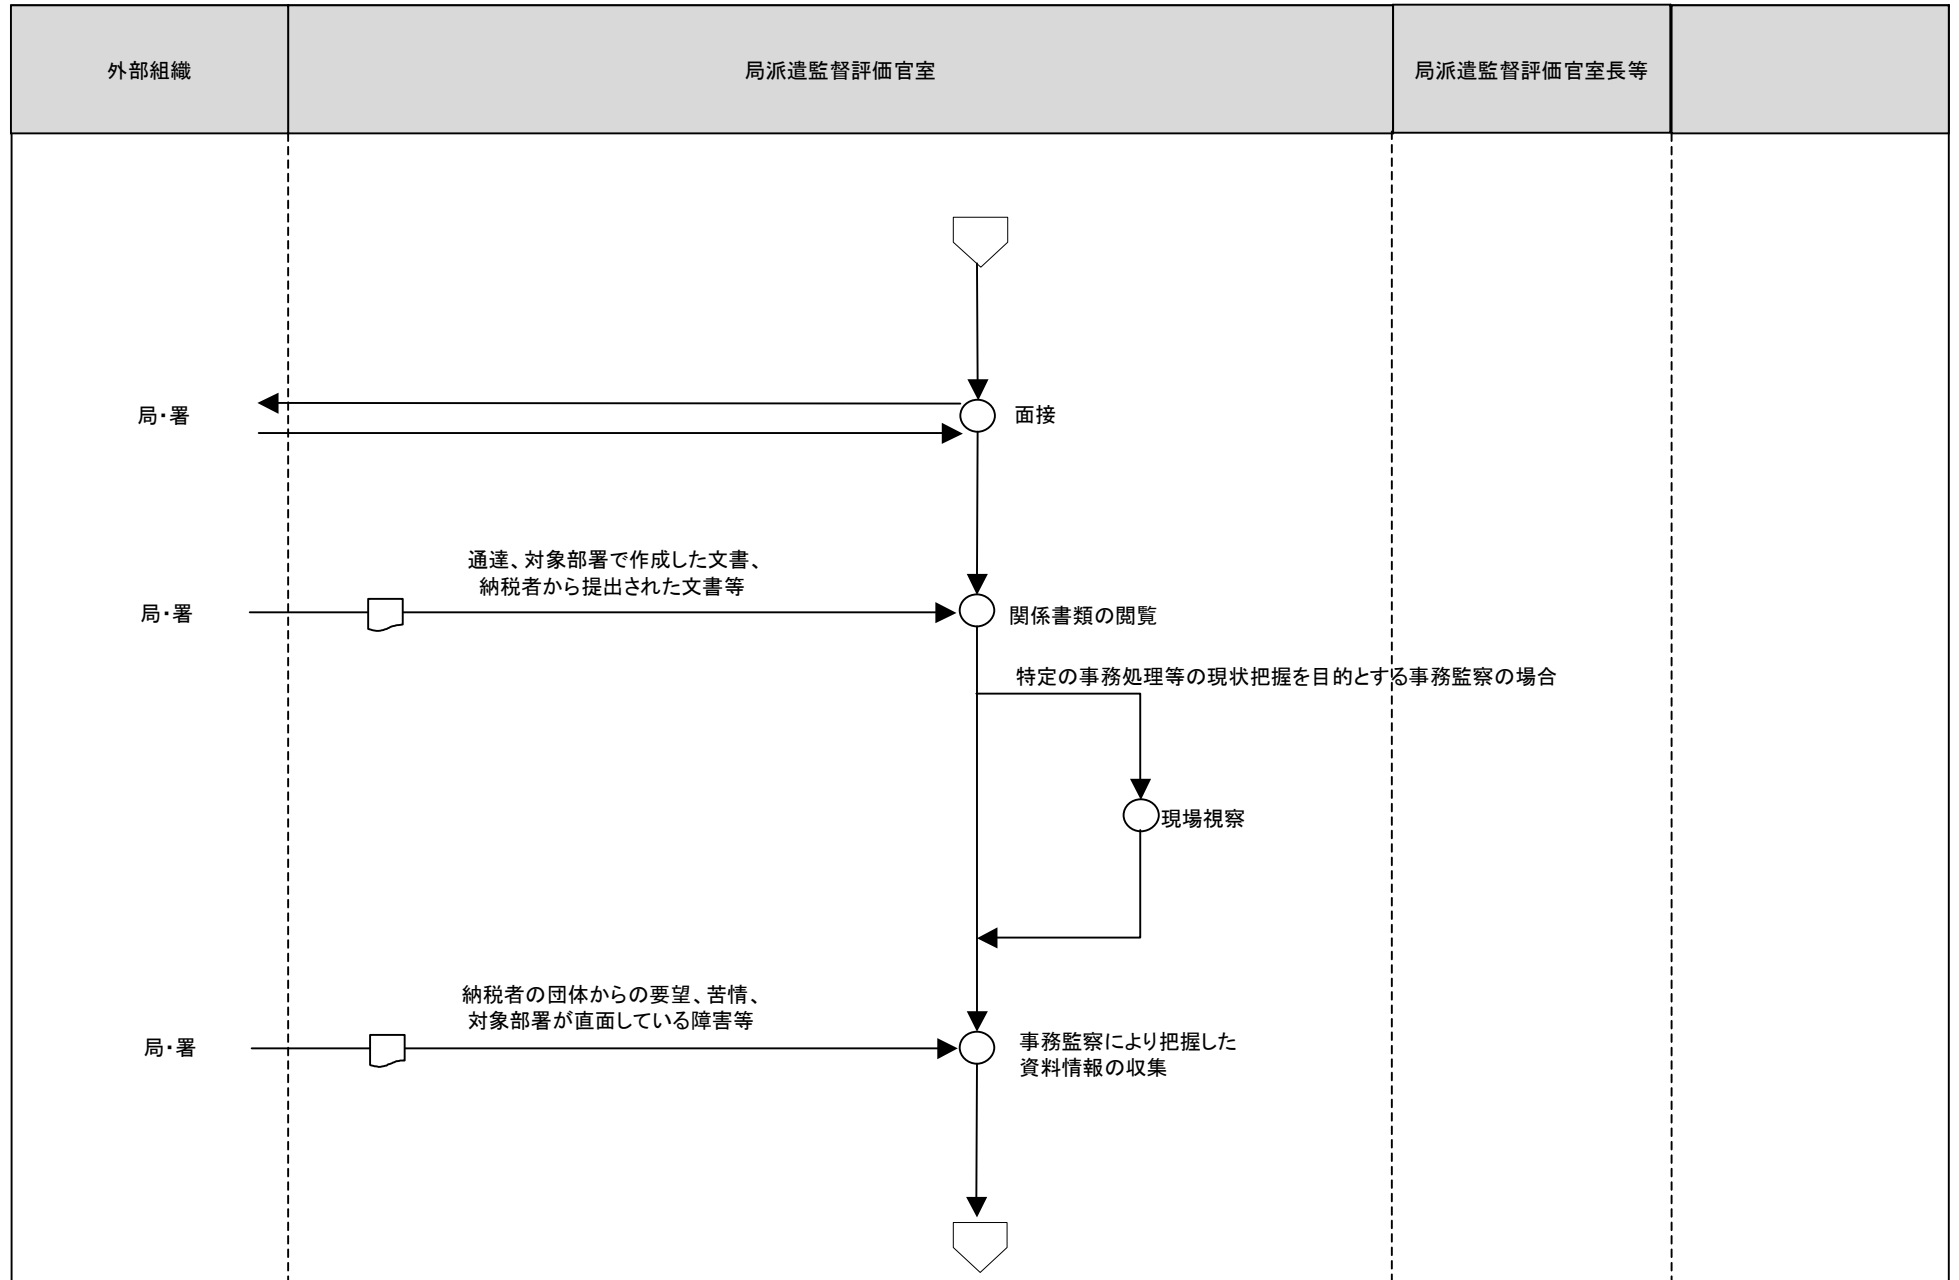 外部組織
局派遣監督評価官室
局派遣監督評価官室長等
局・署
面接
通達、対象部署で作成した文書、
納税者から提出された文書等
局・署
関係書類の閲覧
特定の事務処理等の現状把握を目的とする事務監察の場合
現場視察
納税者の団体からの要望、苦情、
対象部署が直面している障害等
局・署
事務監察により把握した
資料情報の収集